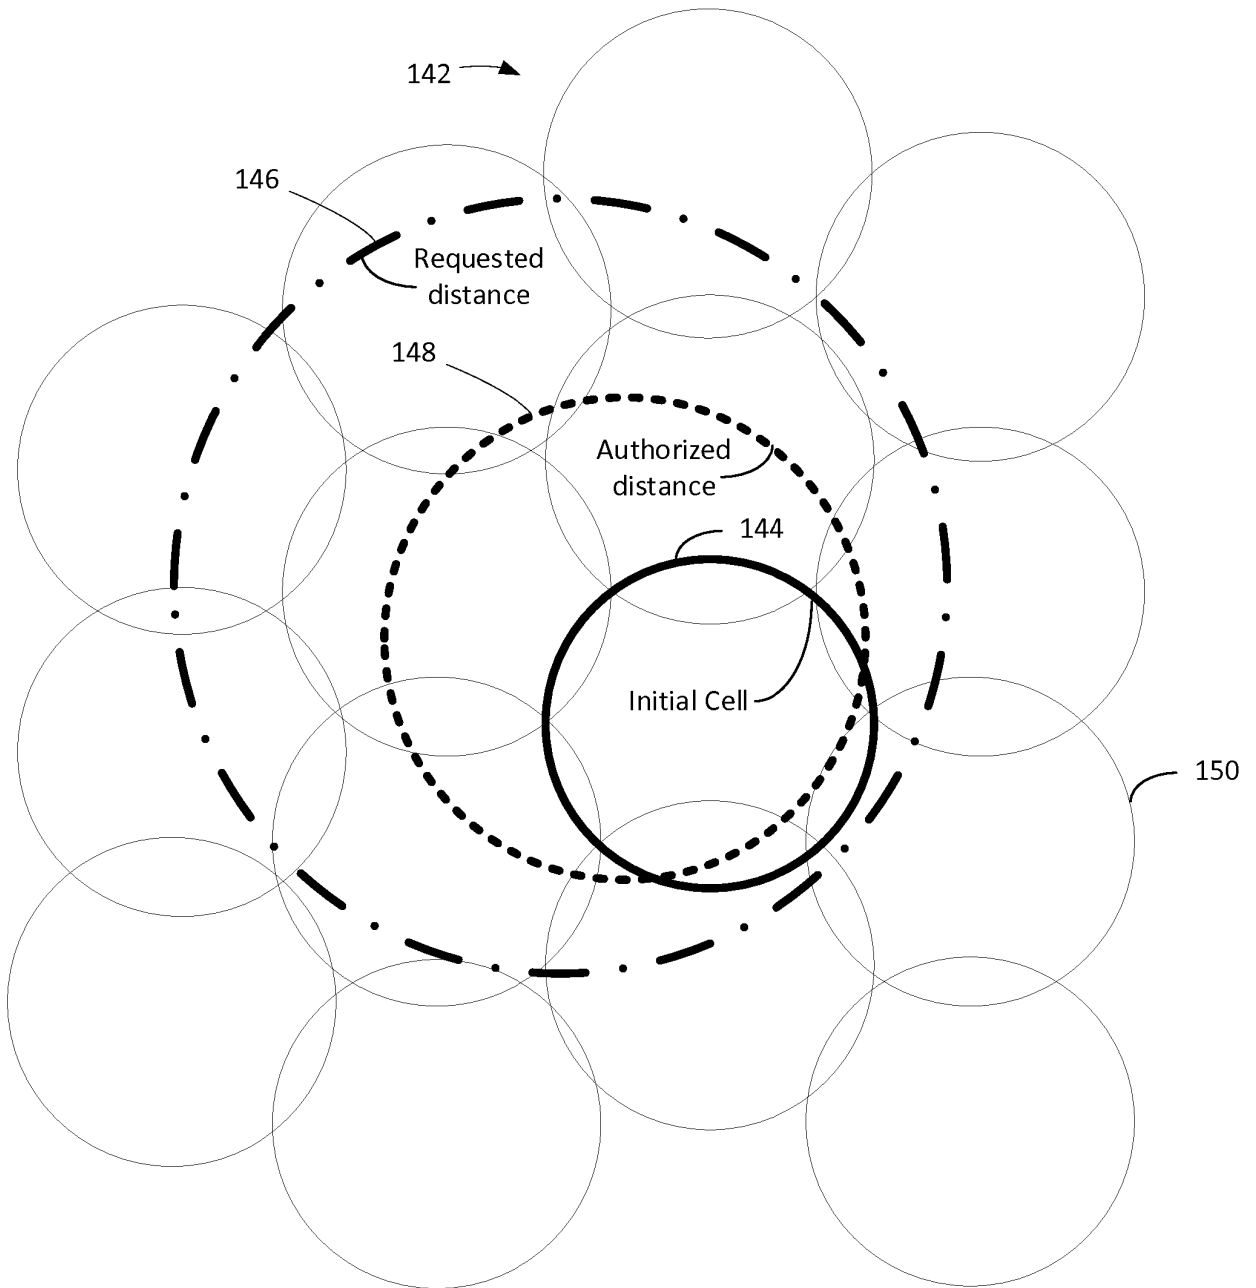 142
146
Requested
distance
148
Authorized
distance
144
Initial Cell
150